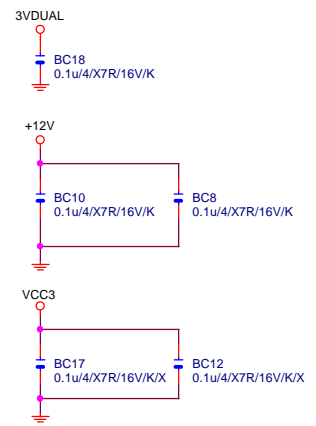 3VDUAL
BC18
0.1u/4/X7R/16V/K
+12V
BC10
0.1u/4/X7R/16V/K
BC8
0.1u/4/X7R/16V/K
VCC3
BC17
0.1u/4/X7R/16V/K/X
BC12
0.1u/4/X7R/16V/K/X